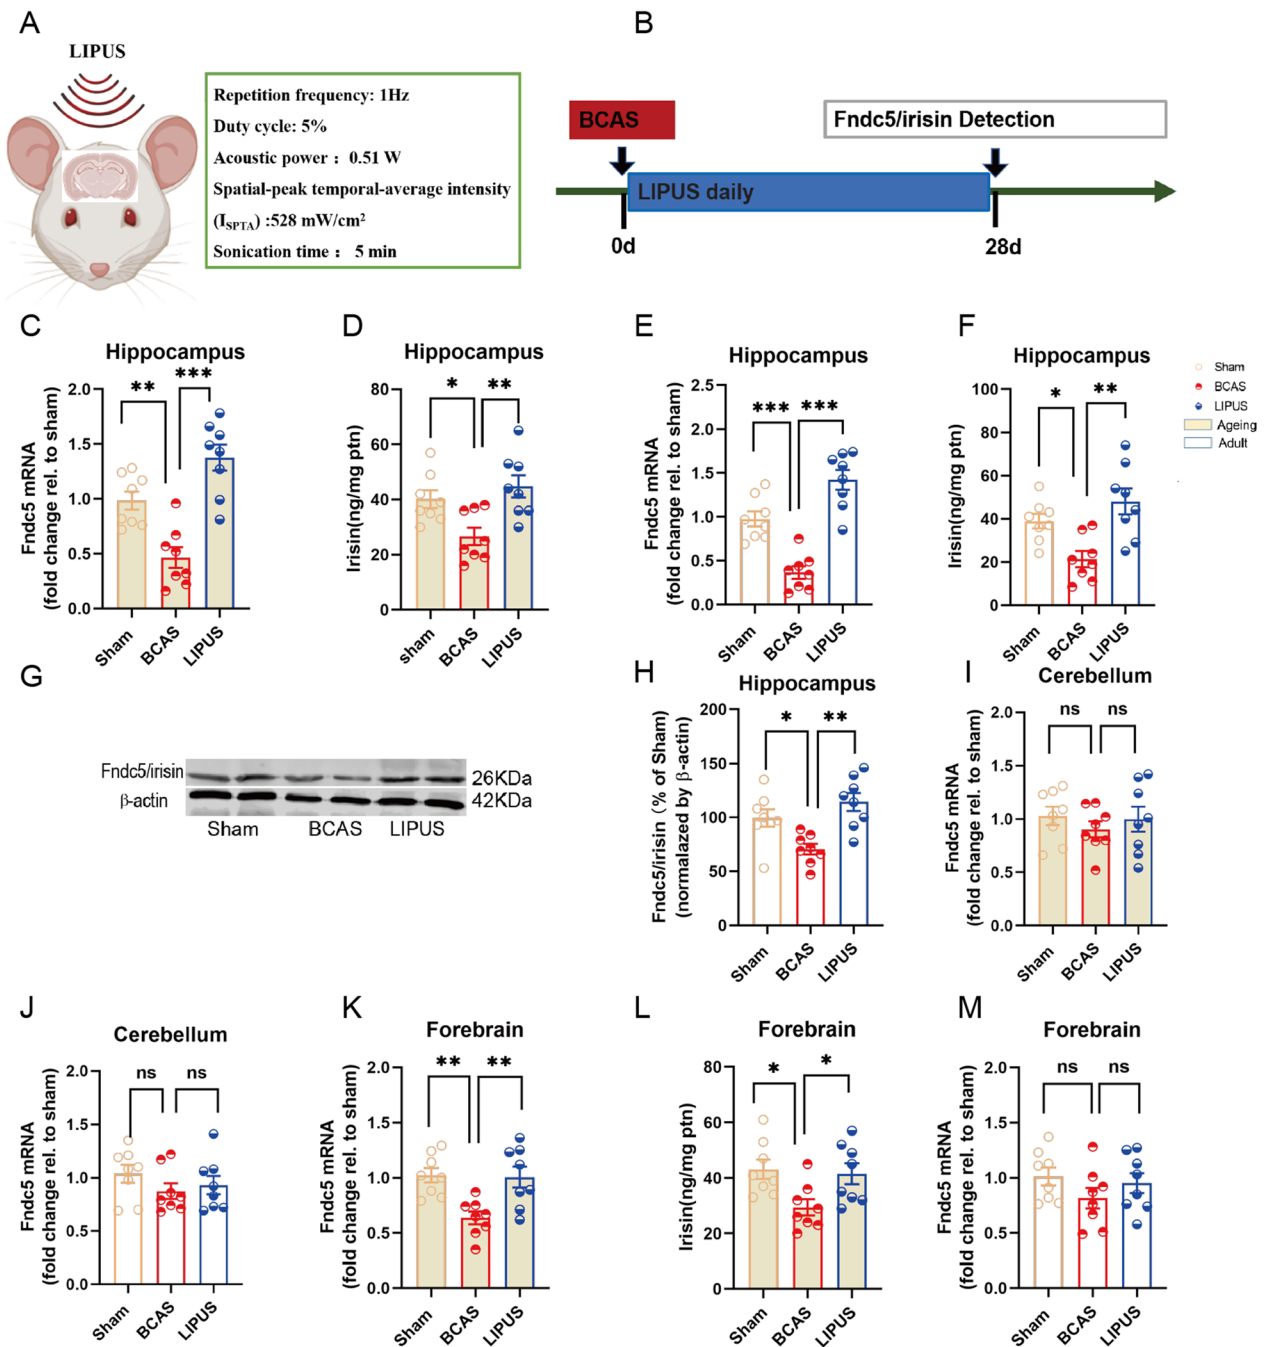 A
LIPUS
Repetition frequency: 1Hz
Duty cycle: 5%
Acoustic power： 0.51 W
Spatial-peak temporal-average intensity
(ISPTA) :528 mW/cm²
Sonication time： 5 min
B
BCAS
Fndc5/irisin Detection
LIPUS daily
0d
28d
C
Hippocampus
Fndc5 mRNA
(fold change rel. to sham)
2.0
1.5
1.0
0.5
0.0
**
***
Sham
BCAS
LIPUS
D
Hippocampus
Irisin(ng/mg ptn)
80
60
40
20
0
*
**
sham
BCAS
LIPUS
E
Hippocampus
Fndc5 mRNA
(fold change rel. to sham)
2.5
2.0
1.5
1.0
0.5
0.0
***
***
Sham
BCAS
LIPUS
F
Hippocampus
Irisin(ng/mg ptn)
100
80
60
40
20
0
*
**
Sham
BCAS
LIPUS
Sham
BCAS
LIPUS
Ageing
Adult
G
Fndc5/irisin
26KDa
β-actin
42KDa
Sham
BCAS
LIPUS
H
Hippocampus
Fndc5/irisin (% of Sham)
(normalazed by β-actin)
200
150
100
50
0
*
**
Sham
BCAS
LIPUS
I
Cerebellum
Fndc5 mRNA
(fold change rel. to sham)
2.0
1.5
1.0
0.5
0.0
ns
ns
Sham
BCAS
LIPUS
J
Cerebellum
Fndc5 mRNA
(fold change rel. to sham)
2.0
1.5
1.0
0.5
0.0
ns
ns
Sham
BCAS
LIPUS
K
Forebrain
Fndc5 mRNA
(fold change rel. to sham)
2.0
1.5
1.0
0.5
0.0
**
**
Sham
BCAS
LIPUS
L
Forebrain
Irisin(ng/mg ptn)
80
60
40
20
0
*
*
Sham
BCAS
LIPUS
M
Forebrain
Fndc5 mRNA
(fold change rel. to sham)
2.0
1.5
1.0
0.5
0.0
ns
ns
Sham
BCAS
LIPUS